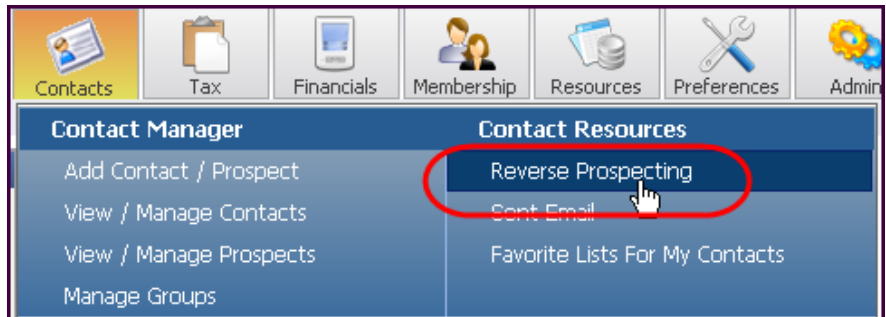 Contacts Tax Financials Membership Resources Preferences Admin
Contact Manager Contact Resources
Add Contact / Prospect Reverse Prospecting
View / Manage Contacts Sent Email
View / Manage Prospects Favorite Lists For My Contacts
Manage Groups